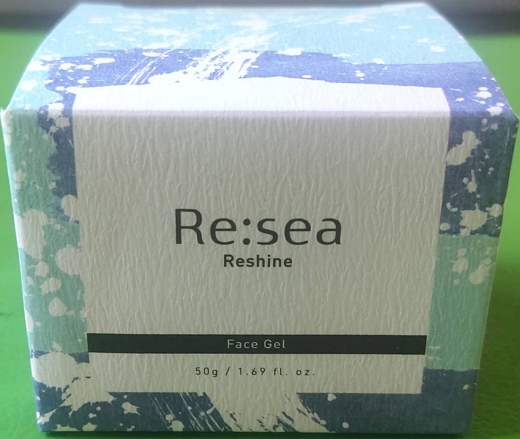 Re:sea
Reshine
Face Gel
50g / 1.69 fl. oz.